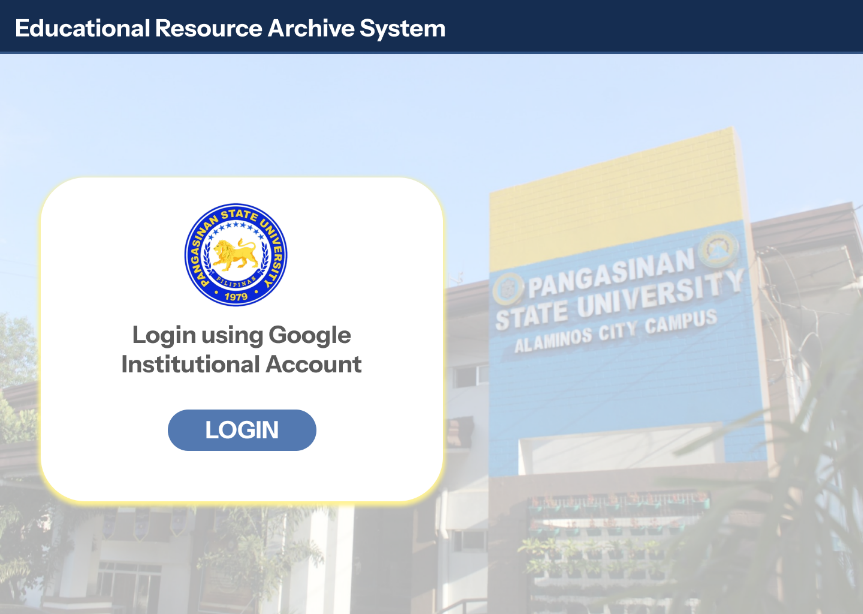 Educational Resource Archive System
PANGASINAN STATE UNIVERSITY
PILIPINAS
1979
Login using Google
Institutional Account
LOGIN
PANGASINAN
STATE UNIVERSITY
ALAMINOS CITY CAMPUS